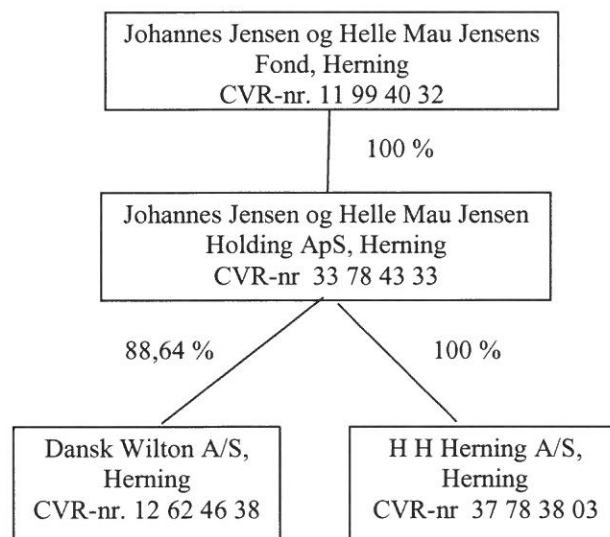 Johannes Jensen og Helle Mau Jensens
Fond, Herning
CVR-nr. 11 99 40 32
100 %
Johannes Jensen og Helle Mau Jensen
Holding ApS, Herning
CVR-nr 33 78 43 33
88,64 %
100 %
Dansk Wilton A/S,
Herning
CVR-nr. 12 62 46 38
H H Herning A/S,
Herning
CVR-nr 37 78 38 03